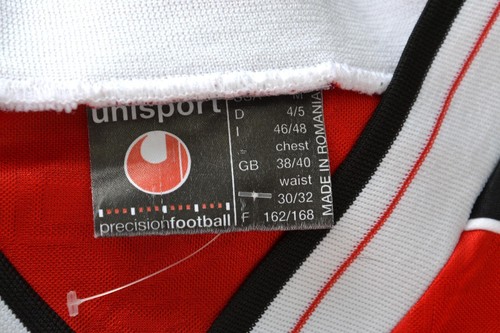 uhlsport
M
D 4/5
I 46/48
chest
GB 38/40
waist
30/32
F 162/168
MADE IN ROMANIA
precisionfootball